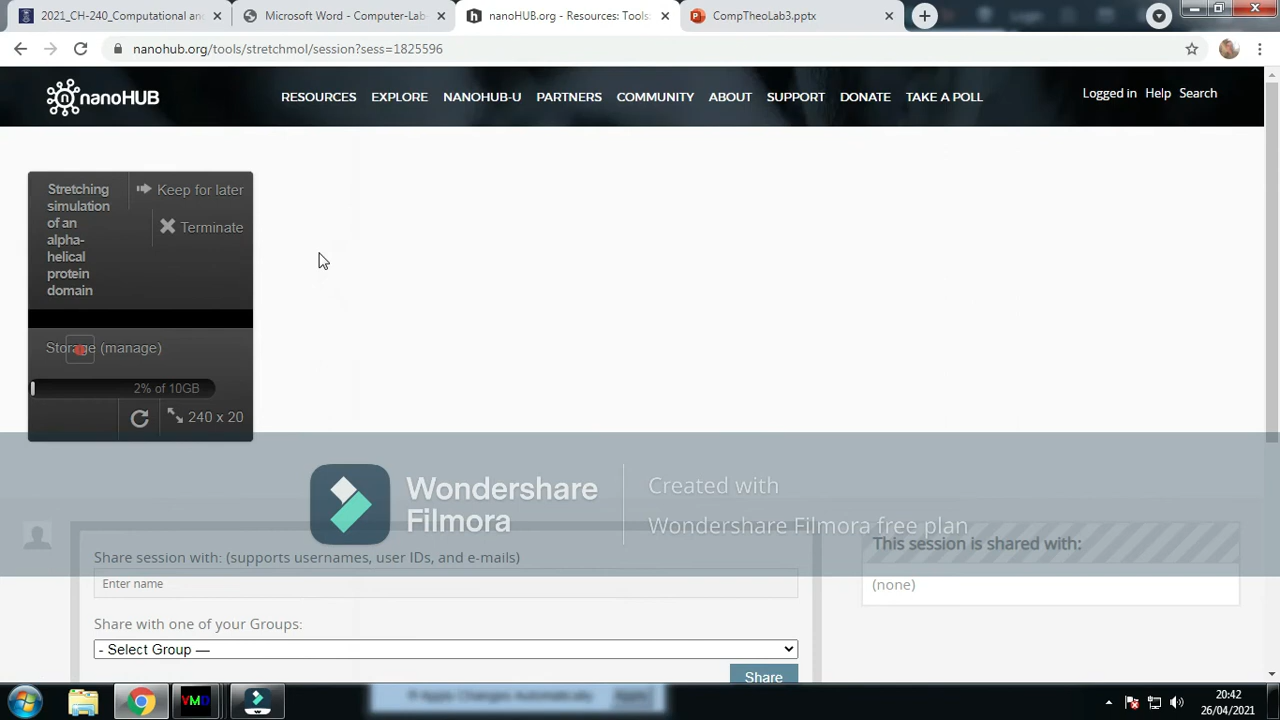 2021_CH-240_Computational an
Microsoft Word - Computer-Lab-
nanoHUB.org - Resources: Tools:
CompTheoLab3.pptx
nanohub.org/tools/stretchmol/session?sess=1825596
nanoHUB
RESOURCES EXPLORE NANOHUB-U PARTNERS COMMUNITY ABOUT SUPPORT DONATE TAKE A POLL
Logged in Help Search
Stretching
simulation
of an
alpha-
helical
protein
domain
Keep for later
Terminate
Storage (manage)
2% of 10GB
240 x 20
Wondershare
Filmora
Created with
Wondershare Filmora free plan
Share session with: (supports usernames, user IDs, and e-mails)
Enter name
Share with one of your Groups:
- Select Group —
Share
This session is shared with:
(none)
VMD
20:42
26/04/2021